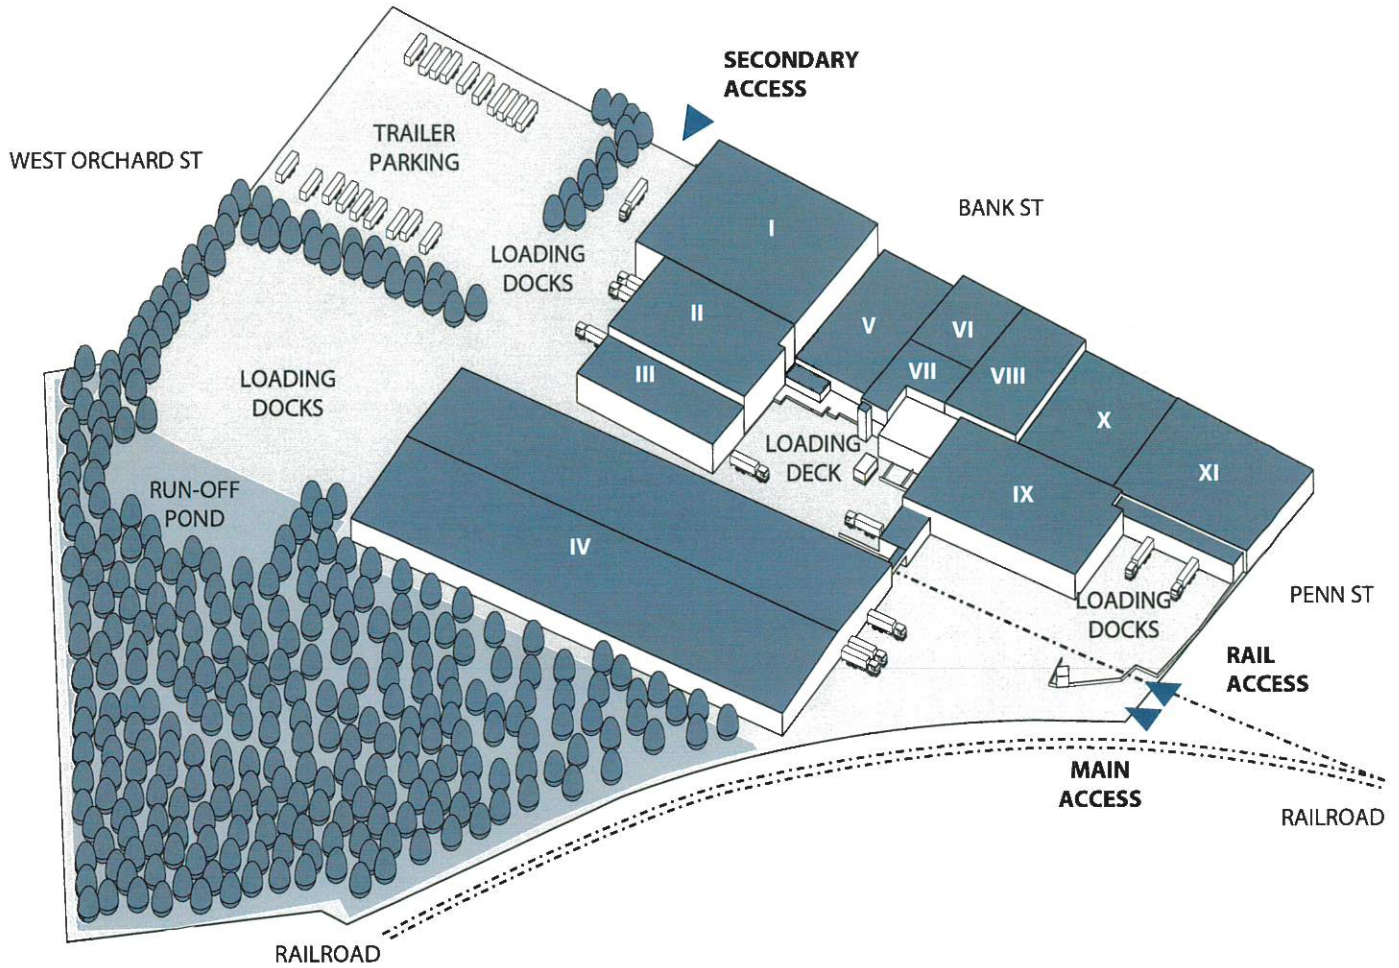 SECONDARY
ACCESS
TRAILER
PARKING
WEST ORCHARD ST
BANK ST
I
LOADING
DOCKS
II
V
VI
VII
VIII
III
LOADING
DOCKS
X
LOADING
DECK
XI
IX
RUN-OFF
POND
IV
PENN ST
LOADING
DOCKS
RAIL
ACCESS
MAIN
ACCESS
RAILROAD
RAILROAD